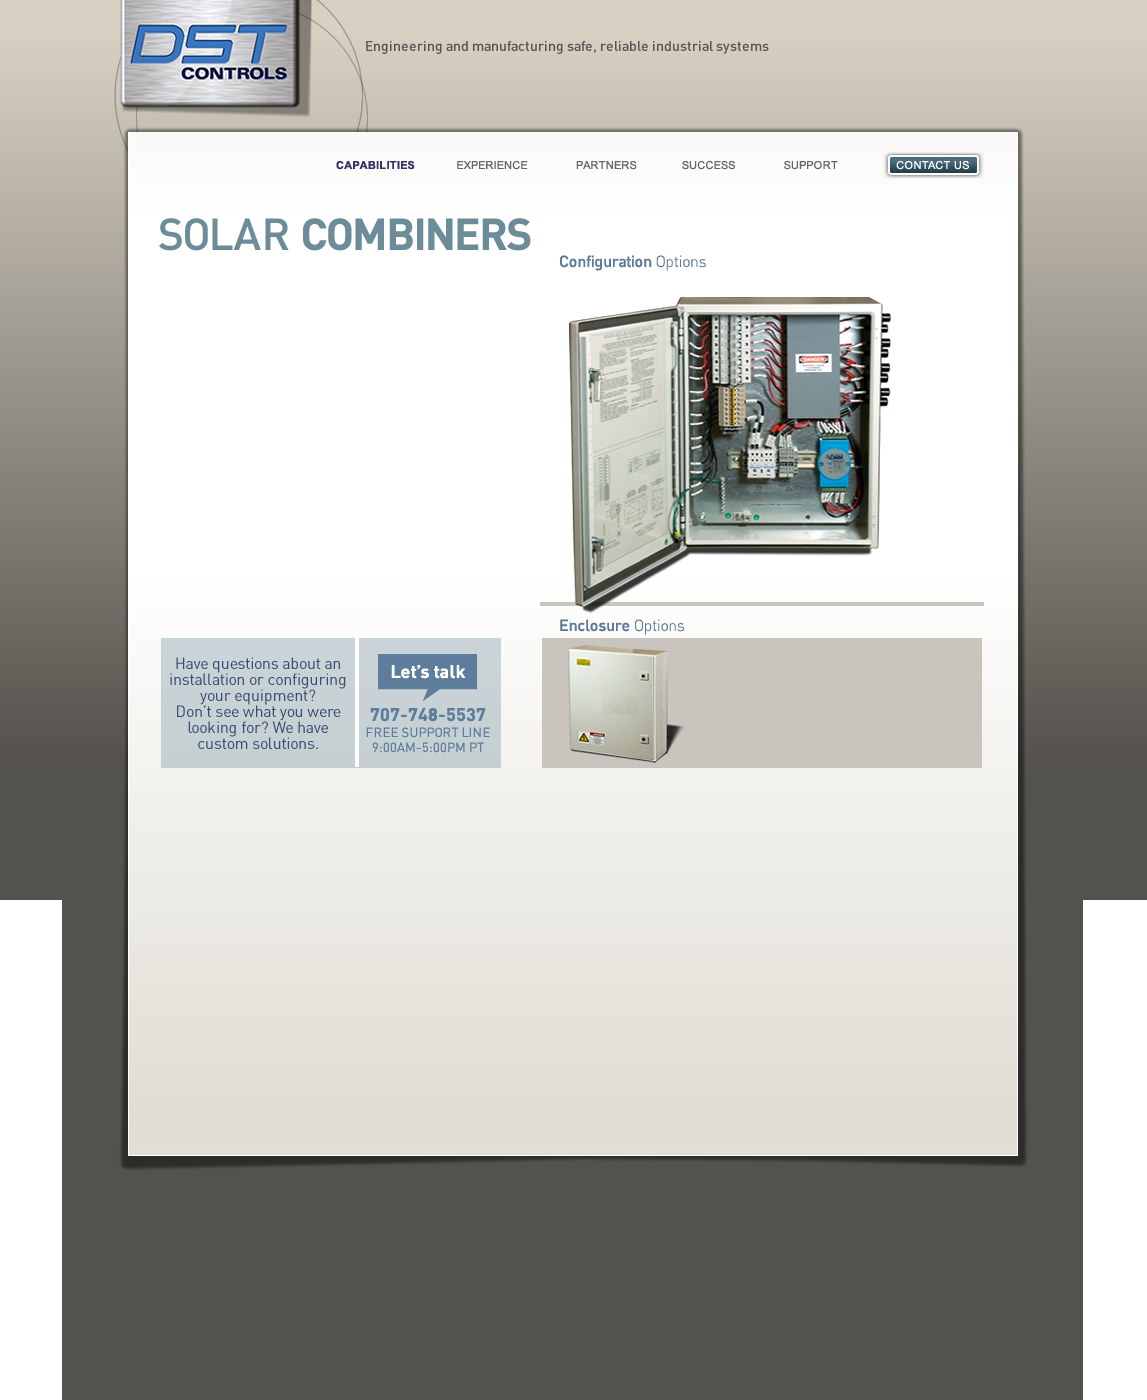 DST
CONTROLS
Engineering and manufacturing safe, reliable industrial systems
CAPABILITIES
EXPERIENCE
PARTNERS
SUCCESS
SUPPORT
CONTACT US
SOLAR COMBINERS
Configuration Options
DANGER
Enclosure Options
Have questions about an
installation or configuring
your equipment?
Don't see what you were
looking for? We have
custom solutions.
Let's talk
707-748-5537
FREE SUPPORT LINE
9:00AM-5:00PM PT